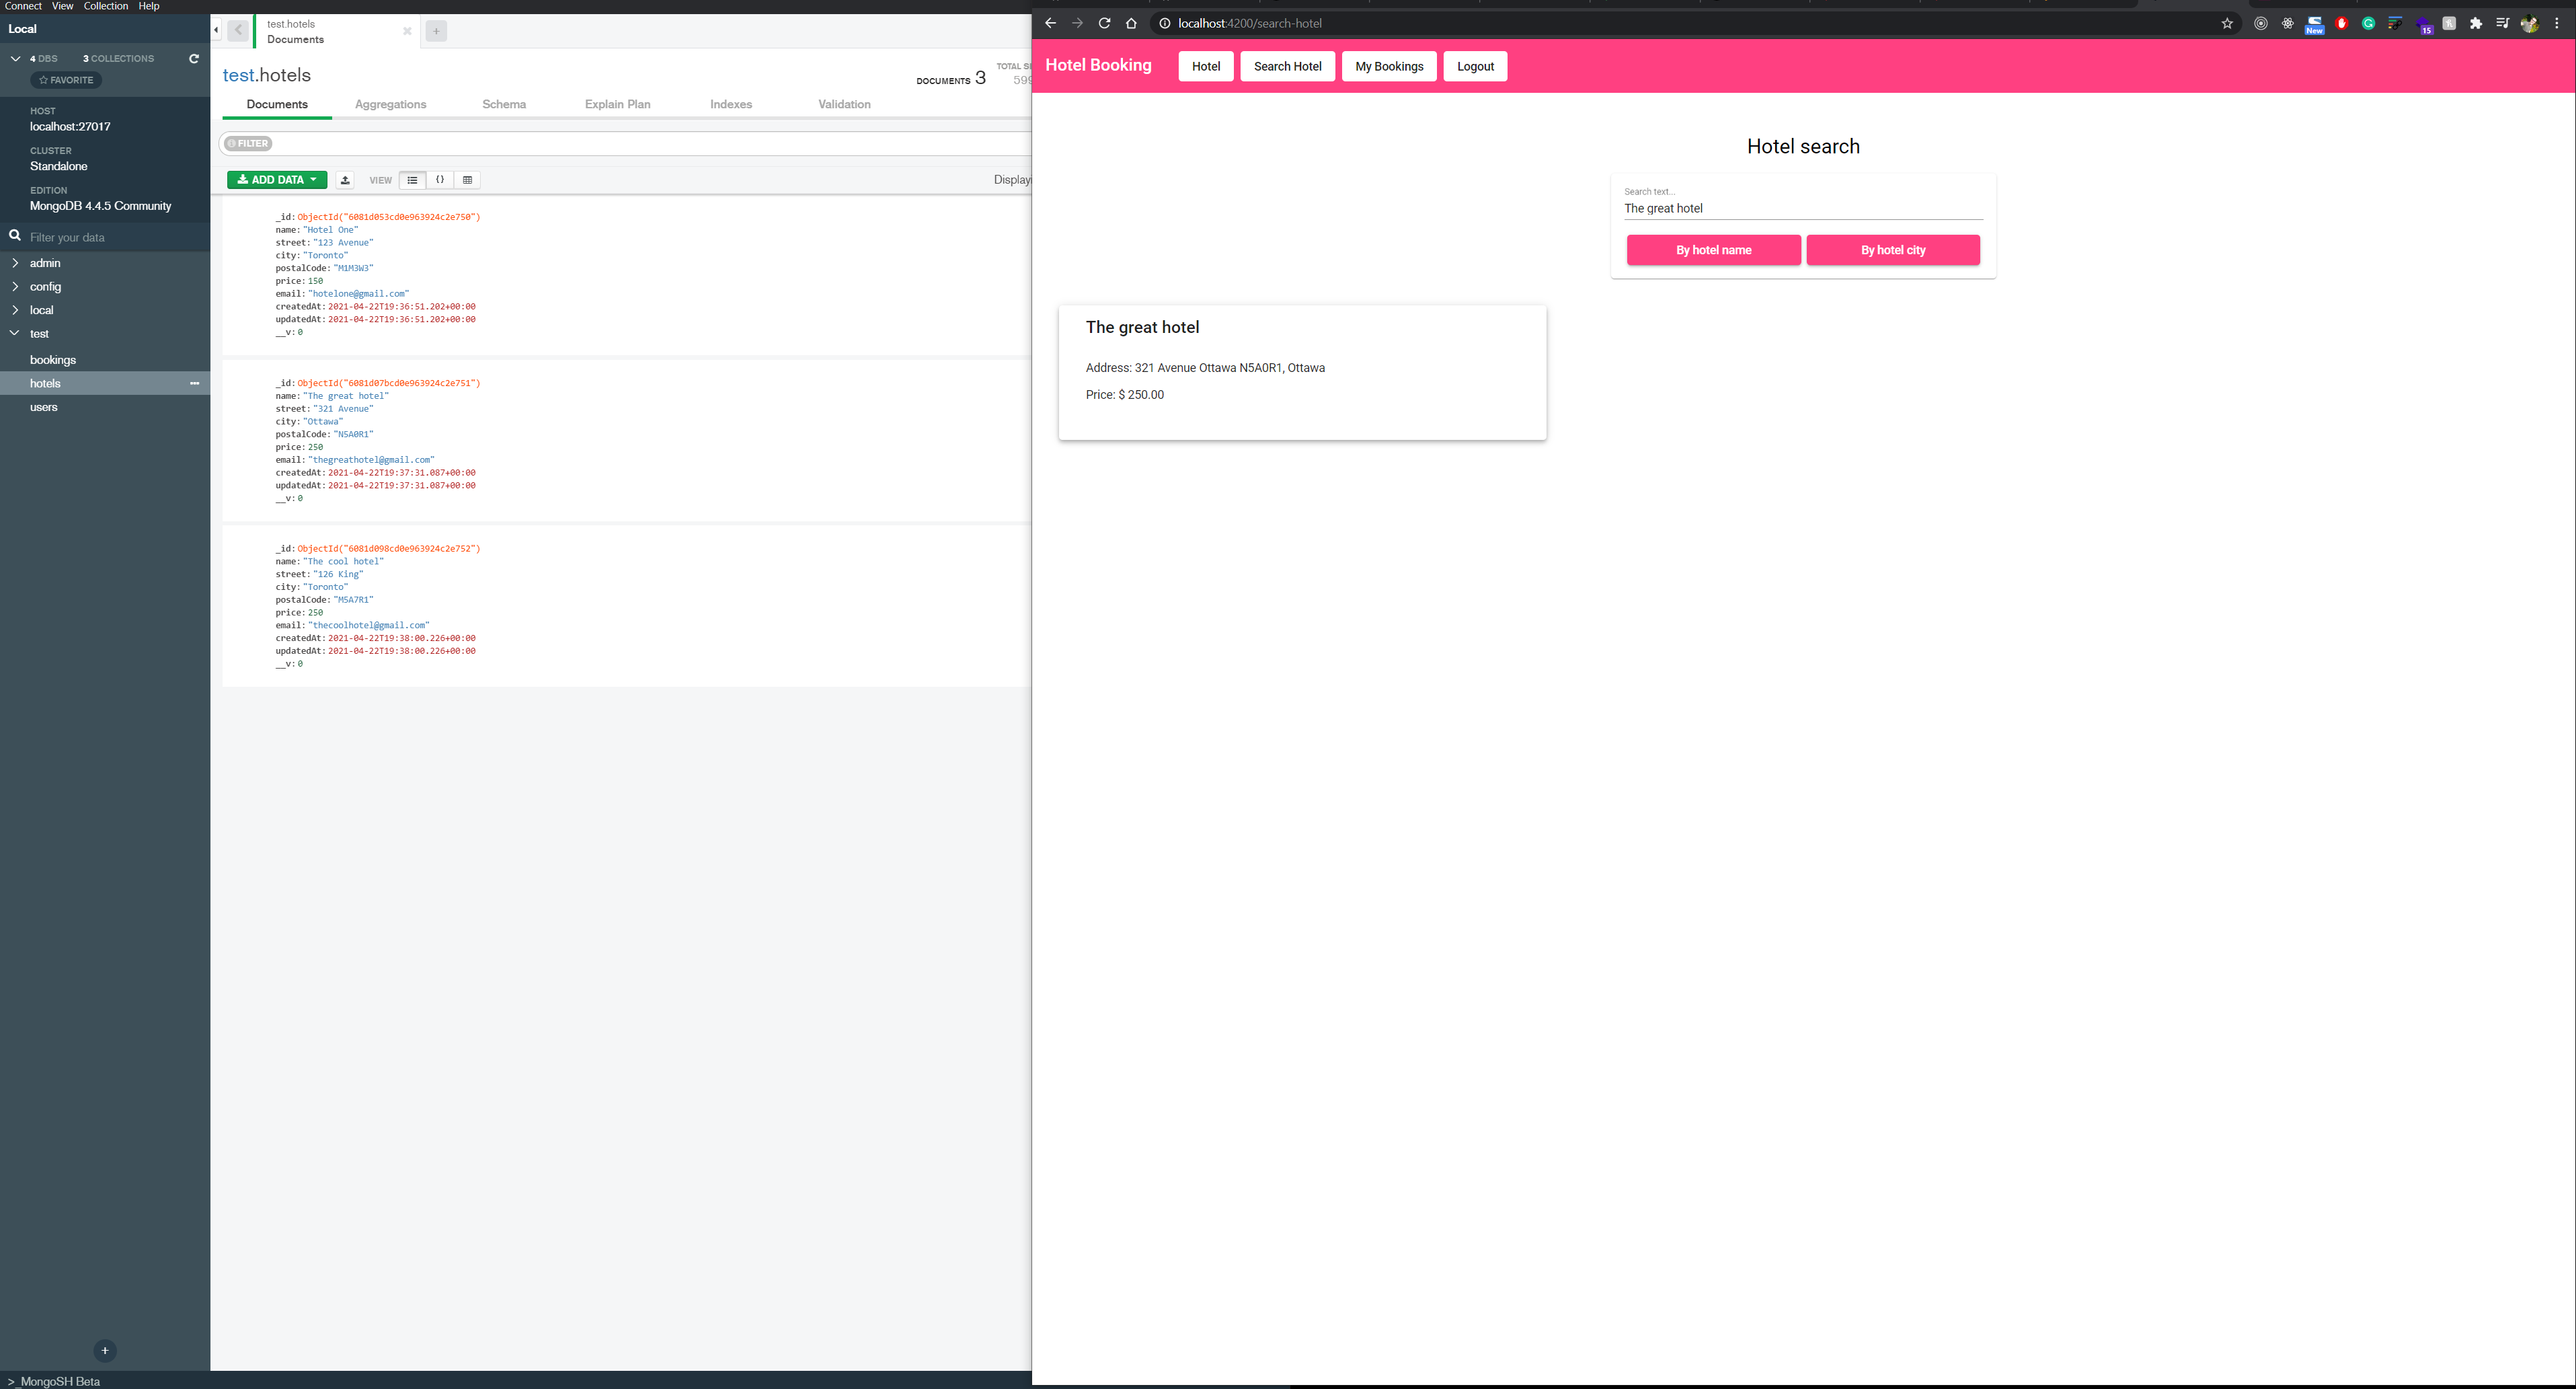 Connect View Collection Help
Local
4 DBS 3 COLLECTIONS
FAVORITE
HOST
localhost:27017
CLUSTER
Standalone
EDITION
MongoDB 4.4.5 Community
Filter your data
admin
config
local
test
bookings
hotels
users
>_MongoSH Beta
test.hotels
Documents
test.hotels
DOCUMENTS 3
TOTAL
Documents Aggregations Schema Explain Plan Indexes Validation
FILTER
ADD DATA VIEW {}
_id: ObjectId("6081d053cd0e963924c2e750")
name: "Hotel One"
street: "123 Avenue"
city: "Toronto"
postalCode: "M1M3W3"
price: 150
email: "hotelone@gmail.com"
createdAt: 2021-04-22T19:36:51.202+00:00
updatedAt: 2021-04-22T19:36:51.202+00:00
__v: 0
_id: ObjectId("6081d07bcd0e963924c2e751")
name: "The great hotel"
street: "321 Avenue"
city: "Ottawa"
postalCode: "N5A0R1"
price: 250
email: "thegreathotel@gmail.com"
createdAt: 2021-04-22T19:37:31.087+00:00
updatedAt: 2021-04-22T19:37:31.087+00:00
__v: 0
_id: ObjectId("6081d098cd0e963924c2e752")
name: "The cool hotel"
street: "126 King"
city: "Toronto"
postalCode: "M5A7R1"
price: 250
email: "thecoolhotel@gmail.com"
createdAt: 2021-04-22T19:38:00.226+00:00
updatedAt: 2021-04-22T19:38:00.226+00:00
__v: 0
localhost:4200/search-hotel
New
15
Hotel Booking Hotel Search Hotel My Bookings Logout
Hotel search
Search text...
The great hotel
By hotel name By hotel city
The great hotel
Address: 321 Avenue Ottawa N5A0R1, Ottawa
Price: $ 250.00